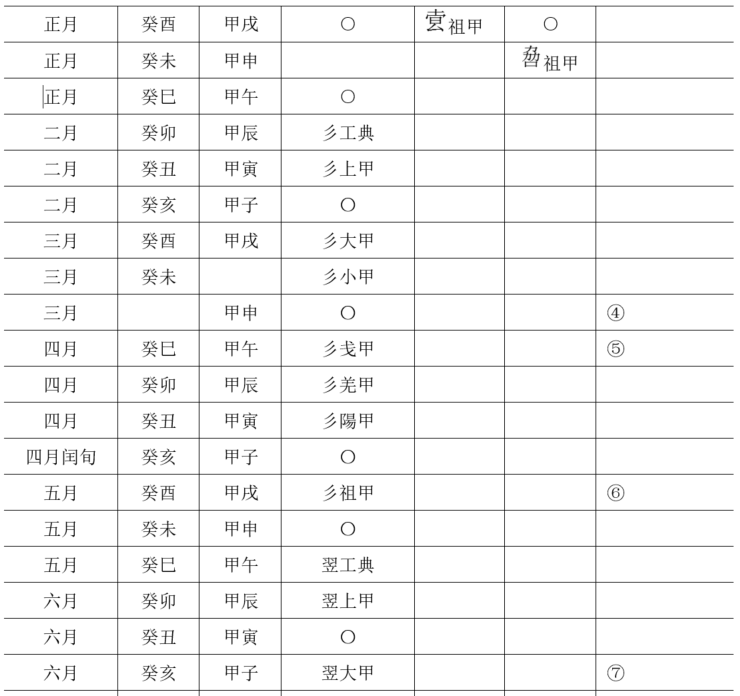 正月 癸酉 甲戌 〇 祖甲 〇
正月 癸未 甲申 祖甲
正月 癸巳 甲午 〇
二月 癸卯 甲辰 彡工典
二月 癸丑 甲寅 彡上甲
二月 癸亥 甲子 〇
三月 癸酉 甲戌 彡大甲
三月 癸未 彡小甲
三月 甲申 〇 ④
四月 癸巳 甲午 彡戋甲 ⑤
四月 癸卯 甲辰 彡羌甲
四月 癸丑 甲寅 彡陽甲
四月闰旬 癸亥 甲子 〇
五月 癸酉 甲戌 彡祖甲 ⑥
五月 癸未 甲申 〇
五月 癸巳 甲午 翌工典
六月 癸卯 甲辰 翌上甲
六月 癸丑 甲寅 〇
六月 癸亥 甲子 翌大甲 ⑦